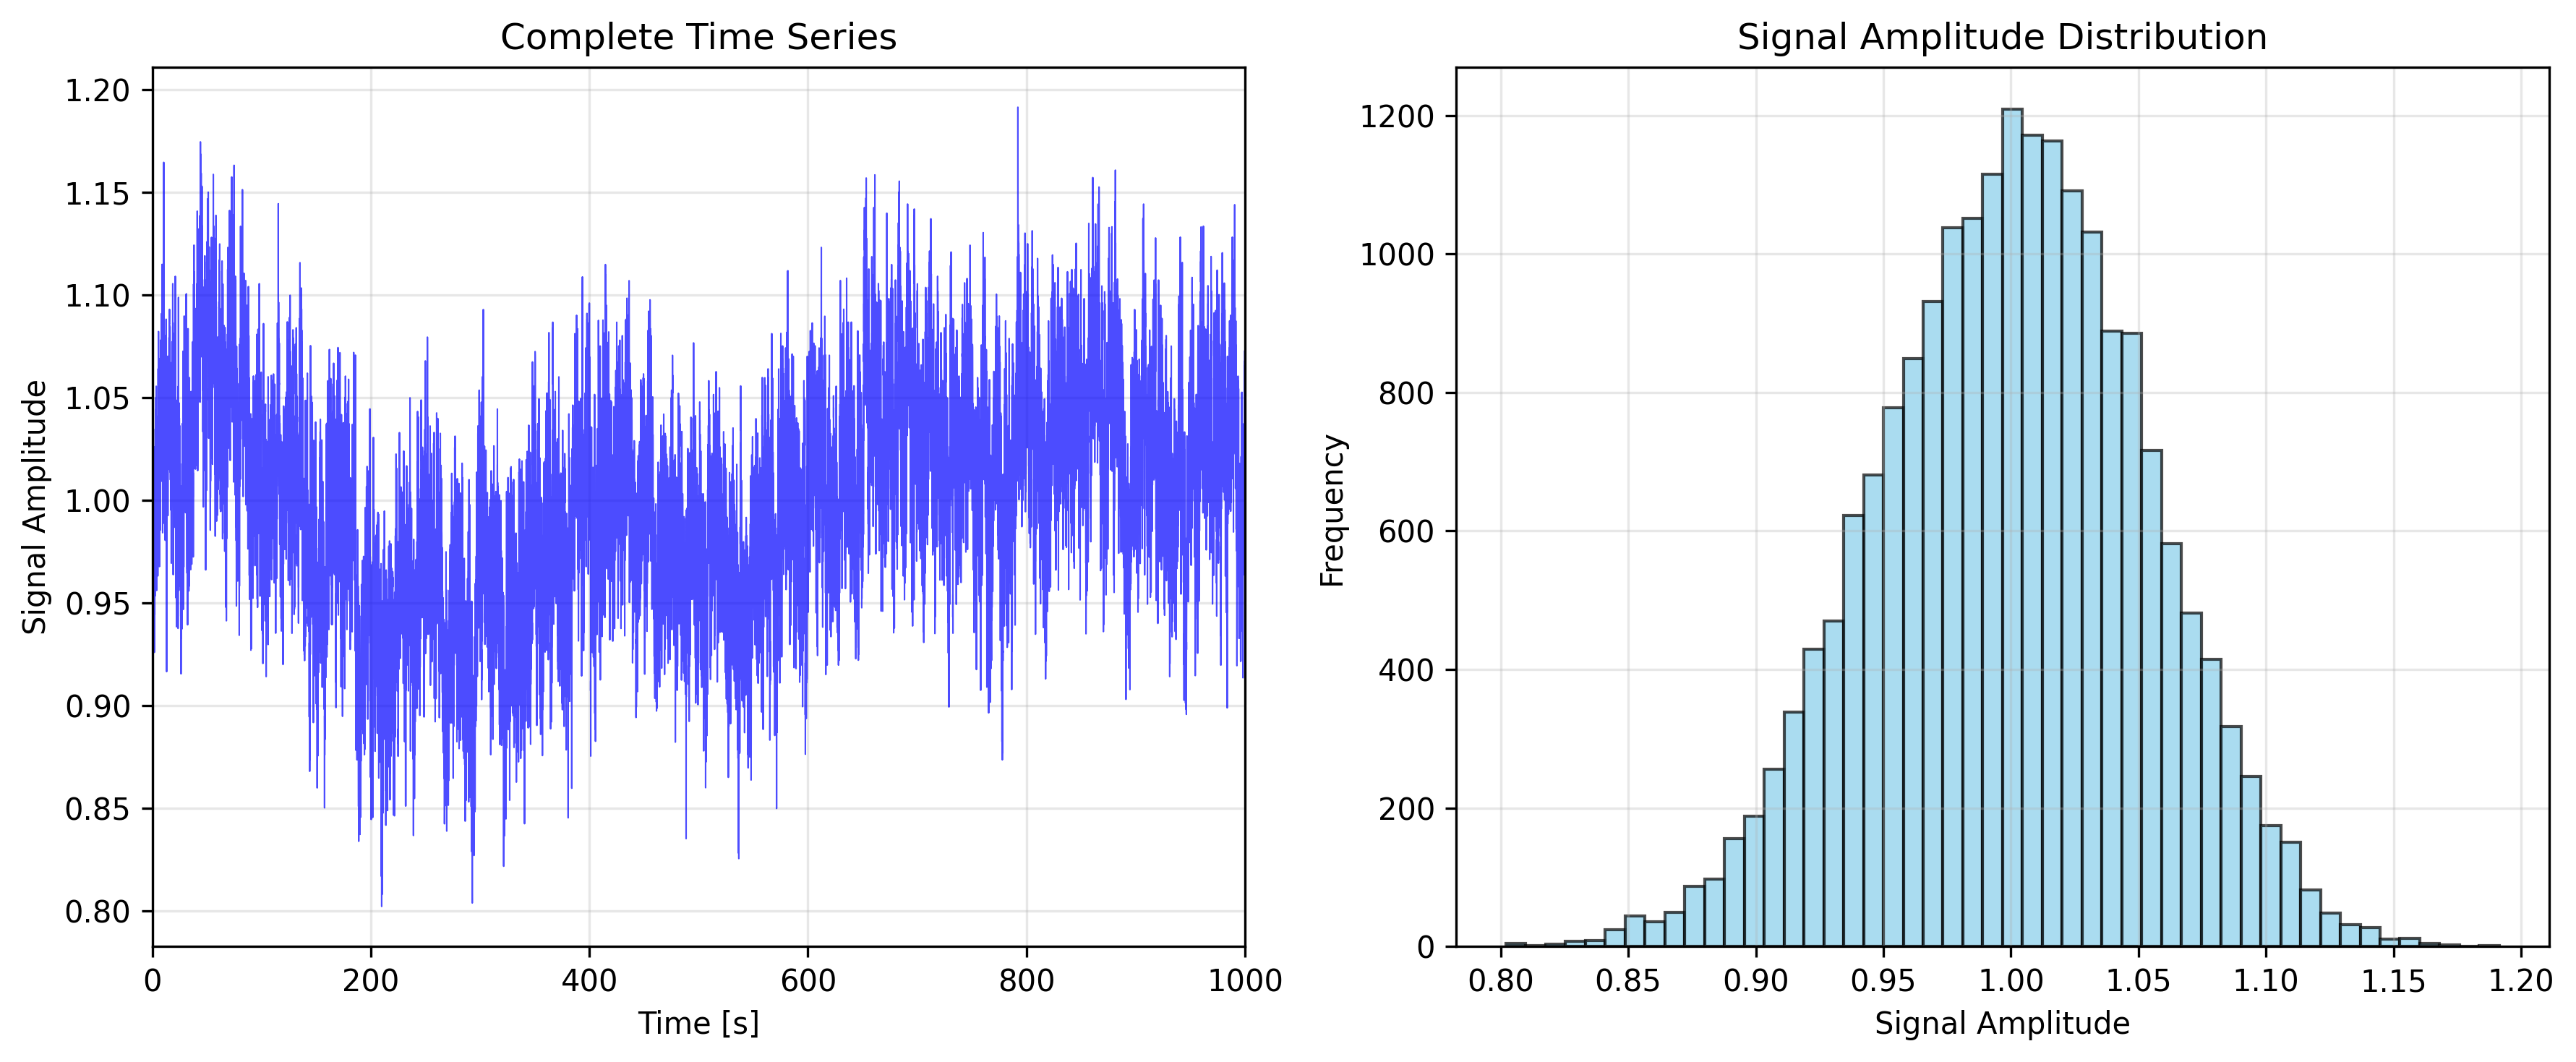 Complete Time Series
Signal Amplitude
1.20
1.15
1.10
1.05
1.00
0.95
0.90
0.85
0.80
0 200 400 600 800 1000
Time [s]
Signal Amplitude Distribution
Frequency
1200
1000
800
600
400
200
0
0.80 0.85 0.90 0.95 1.00 1.05 1.10 1.15 1.20
Signal Amplitude